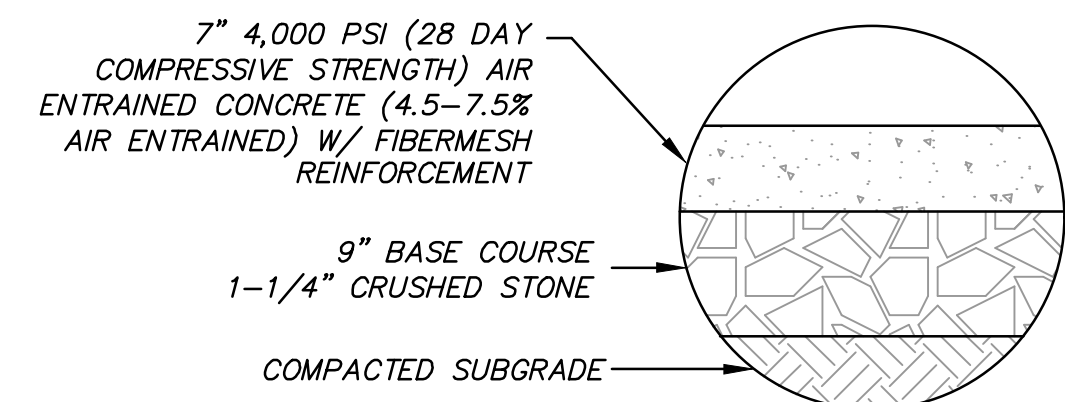 7” 4,000 PSI (28 DAY
COMPRESSIVE STRENGTH) AIR
ENTRAINED CONCRETE (4.5–7.5%
AIR ENTRAINED) W/ FIBERMESH
REINFORCEMENT
9” BASE COURSE
1–1/4” CRUSHED STONE
COMPACTED SUBGRADE